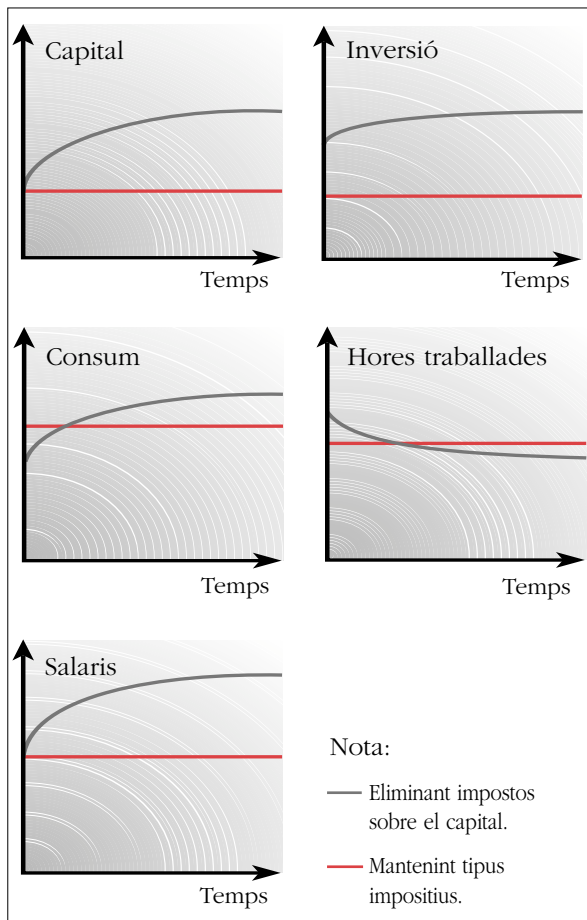 Capital
Temps
Inversió
Temps
Consum
Temps
Hores traballades
Temps
Salaris
Temps
Nota:
Eliminant impostos
sobre el capital.
Mantenint tipus
impositius.